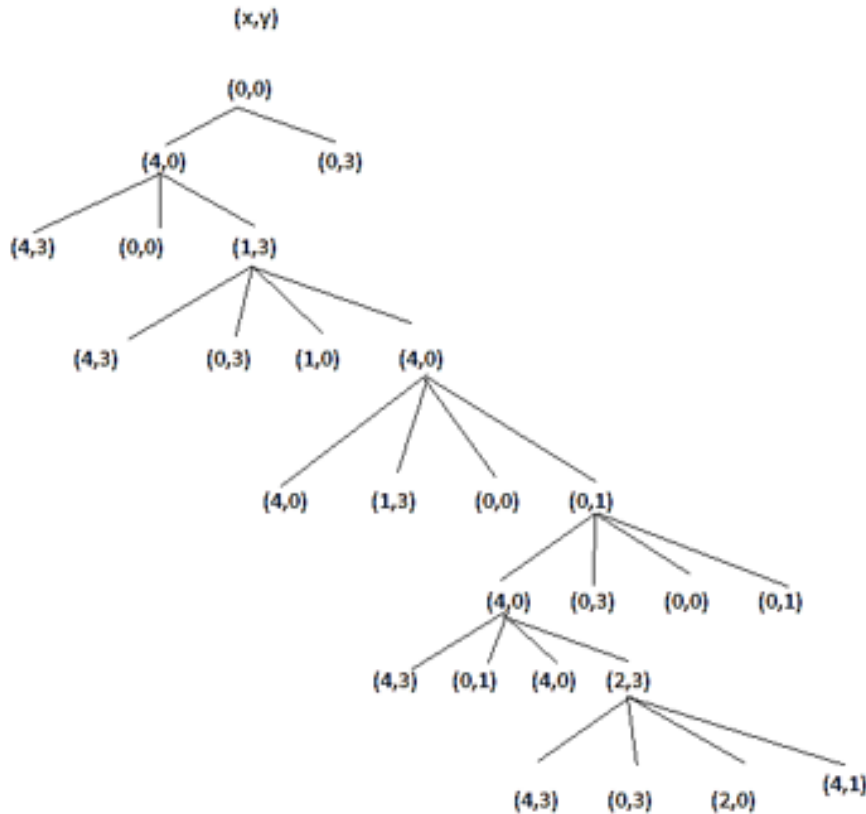 (x,y)
(0,0)
(4,0) (0,3)
(4,3) (0,0) (1,3)
(4,3) (0,3) (1,0) (4,0)
(4,0) (1,3) (0,0) (0,1)
(4,0) (0,3) (0,0) (0,1)
(4,3) (0,1) (4,0) (2,3)
(4,3) (0,3) (2,0) (4,1)